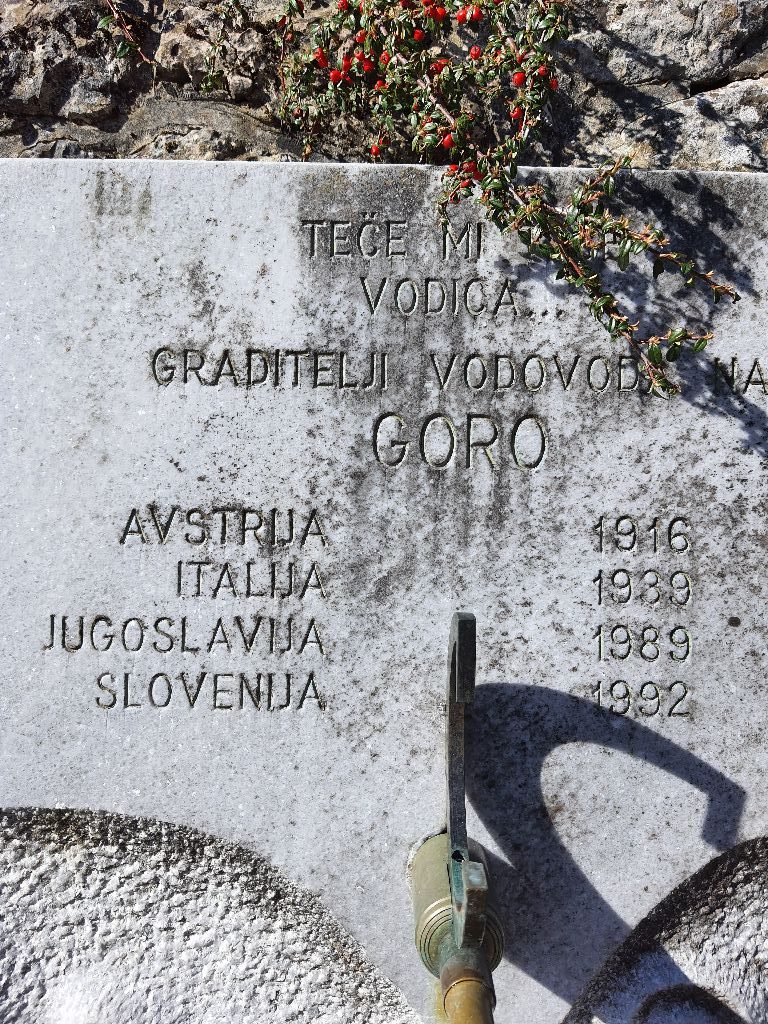 TEČE MI
VODICA...
GRADITELJI VODOVODA NA
GORO
AVSTRIJA 1916
ITALIJA 1939
JUGOSLAVIJA 1989
SLOVENIJA 1992